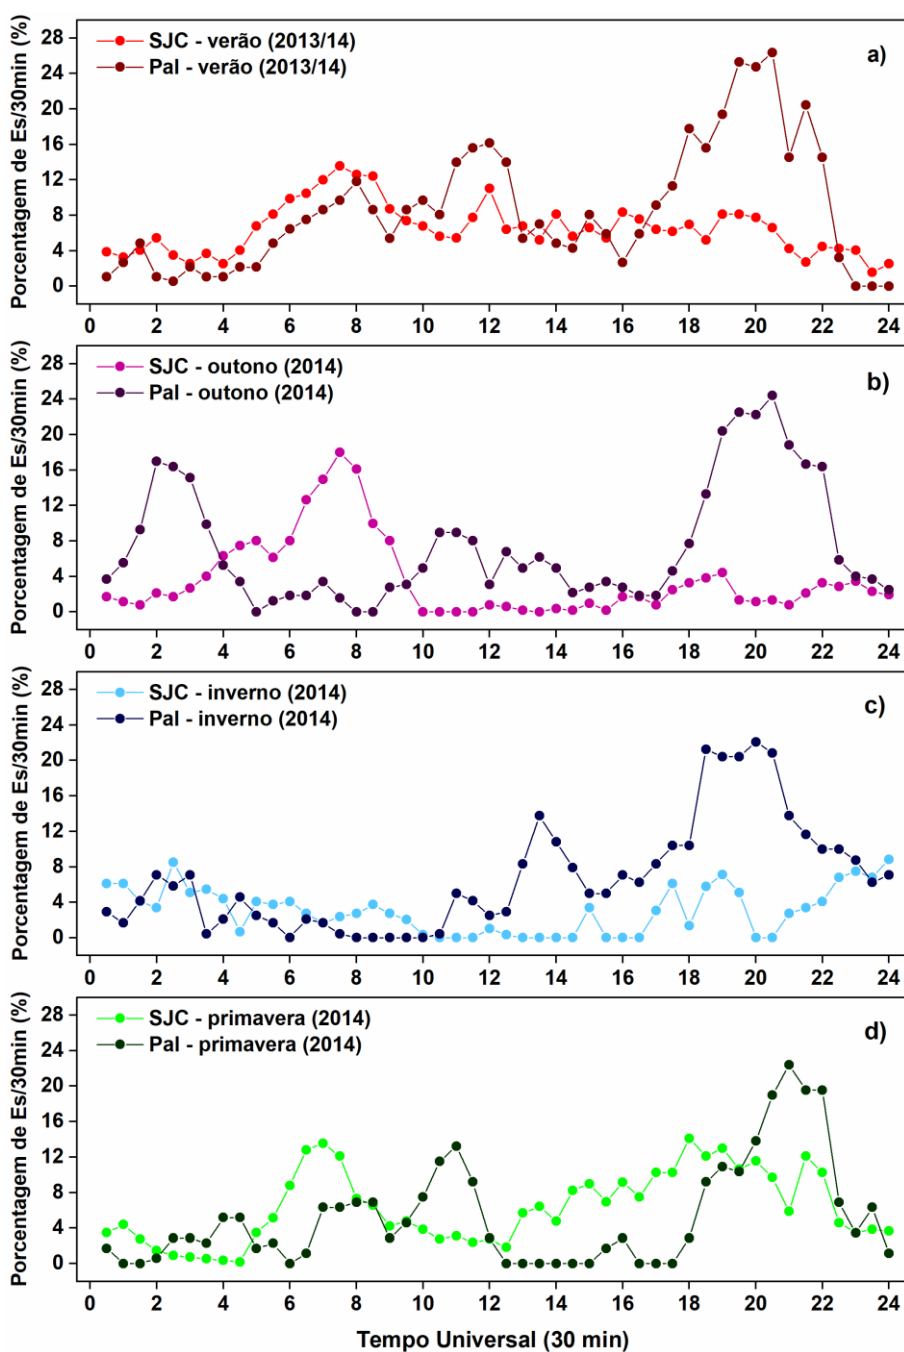 Porcentagem de Es/30min (%)
SJC - verão (2013/14)
Pal - verão (2013/14)
a)
28
24
20
16
12
8
4
0
0 2 4 6 8 10 12 14 16 18 20 22 24
Porcentagem de Es/30min (%)
SJC - outono (2014)
Pal - outono (2014)
b)
28
24
20
16
12
8
4
0
0 2 4 6 8 10 12 14 16 18 20 22 24
Porcentagem de Es/30min (%)
SJC - inverno (2014)
Pal - inverno (2014)
c)
28
24
20
16
12
8
4
0
0 2 4 6 8 10 12 14 16 18 20 22 24
Porcentagem de Es/30min (%)
SJC - primavera (2014)
Pal - primavera (2014)
d)
28
24
20
16
12
8
4
0
0 2 4 6 8 10 12 14 16 18 20 22 24
Tempo Universal (30 min)